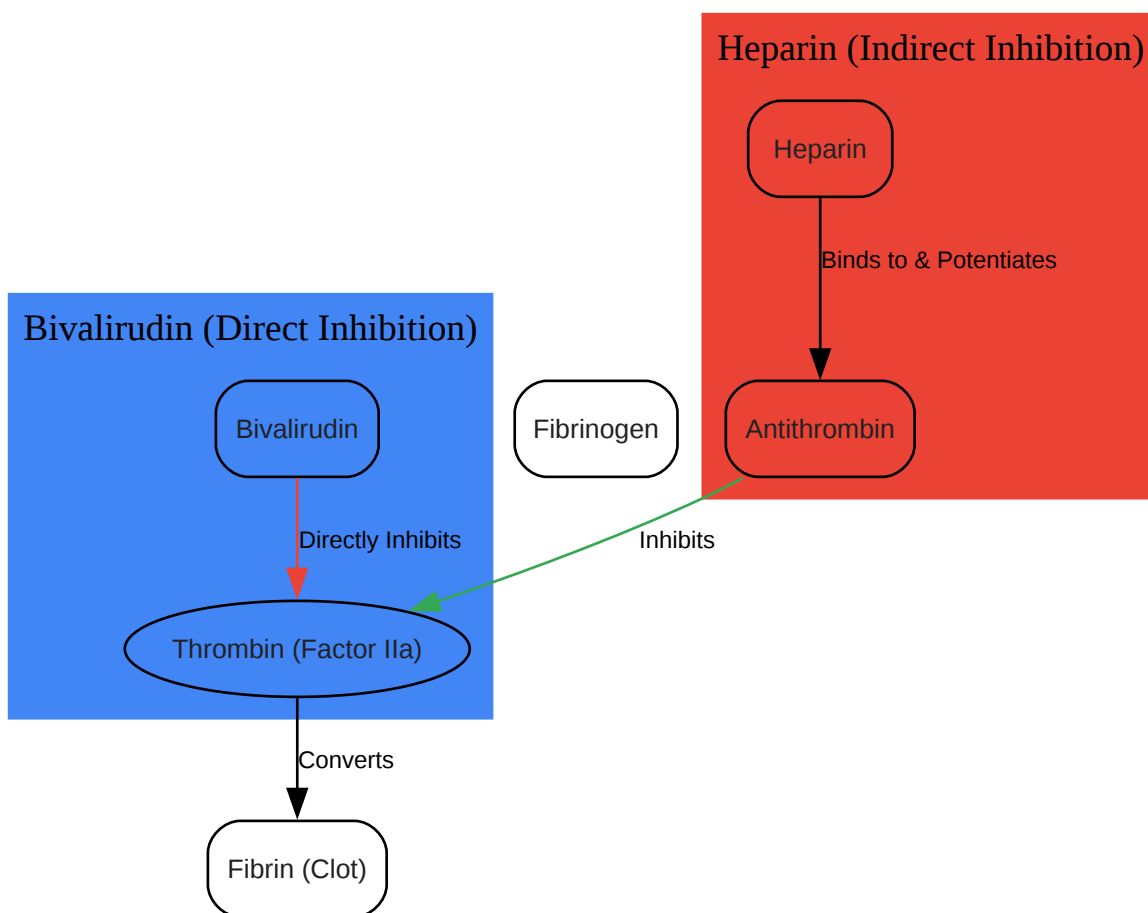 Heparin (Indirect Inhibition)
Heparin
Binds to & Potentiates
Bivalirudin (Direct Inhibition)
Bivalirudin
Fibrinogen
Antithrombin
Directly Inhibits
Inhibits
Thrombin (Factor IIa)
Converts
Fibrin (Clot)